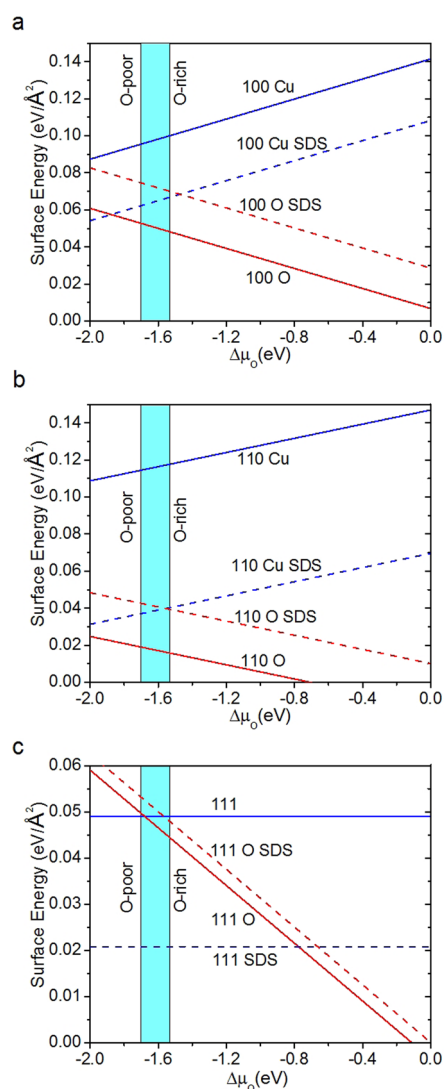 a
0.14
0.12
0.10
0.08
0.06
0.04
0.02
0.00
Surface Energy (eV/Å²)
O-poor
O-rich
100 Cu
100 Cu SDS
100 O SDS
100 O
-2.0 -1.6 -1.2 -0.8 -0.4 0.0
Δμₒ(eV)
b
0.14
0.12
0.10
0.08
0.06
0.04
0.02
0.00
Surface Energy (eV/Å²)
O-poor
O-rich
110 Cu
110 Cu SDS
110 O SDS
110 O
-2.0 -1.6 -1.2 -0.8 -0.4 0.0
Δμₒ(eV)
c
0.06
0.05
0.04
0.03
0.02
0.01
0.00
Surface Energy (eV/Å²)
O-poor
O-rich
111
111 O SDS
111 O
111 SDS
-2.0 -1.6 -1.2 -0.8 -0.4 0.0
Δμₒ(eV)